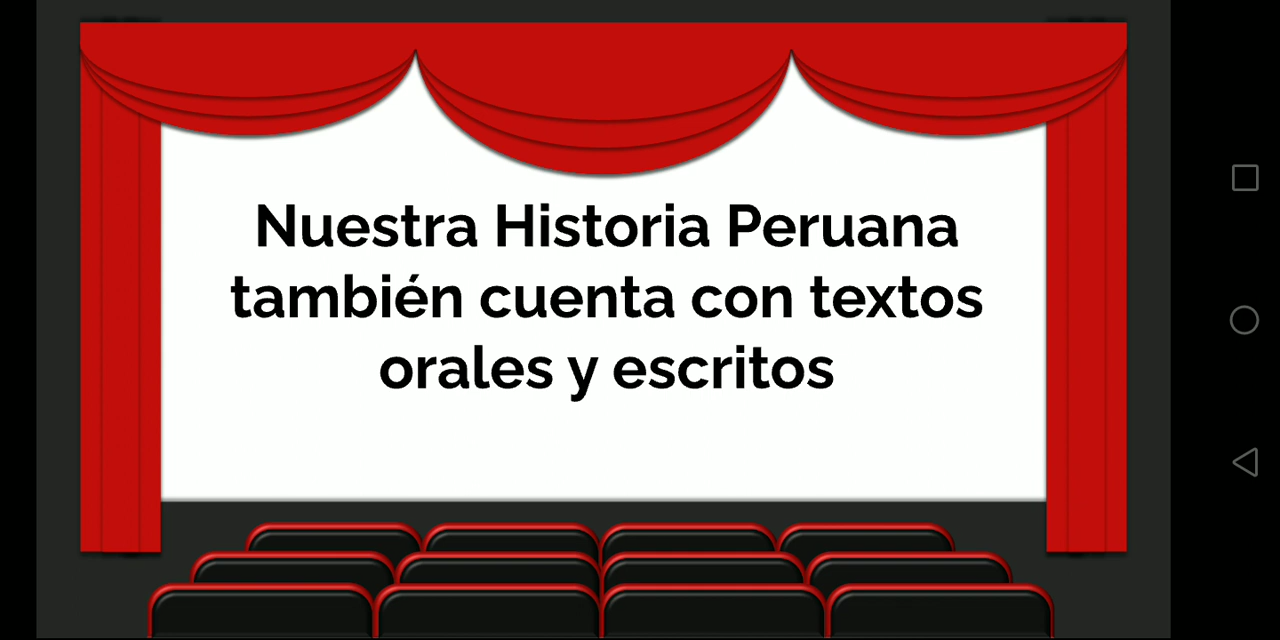 Nuestra Historia Peruana
también cuenta con textos
orales y escritos